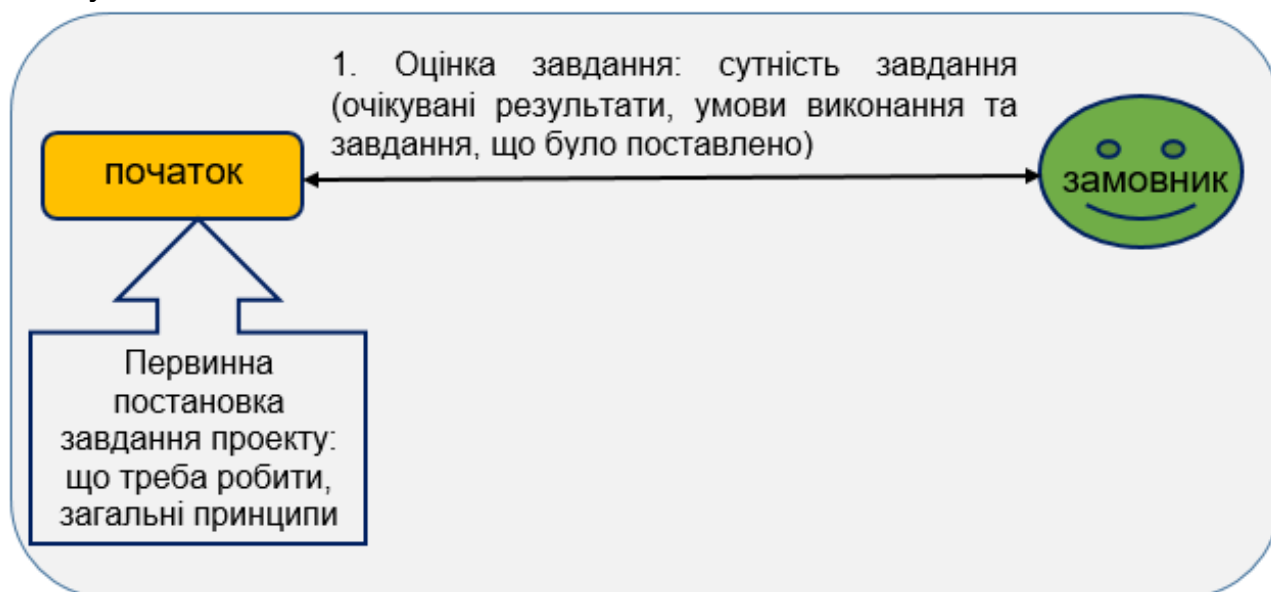 1. Оцінка завдання: сутність завдання
(очікувані результати, умови виконання та
завдання, що було поставлено)
початок
замовник
Первинна
постановка
завдання проекту:
що треба робити,
загальні принципи